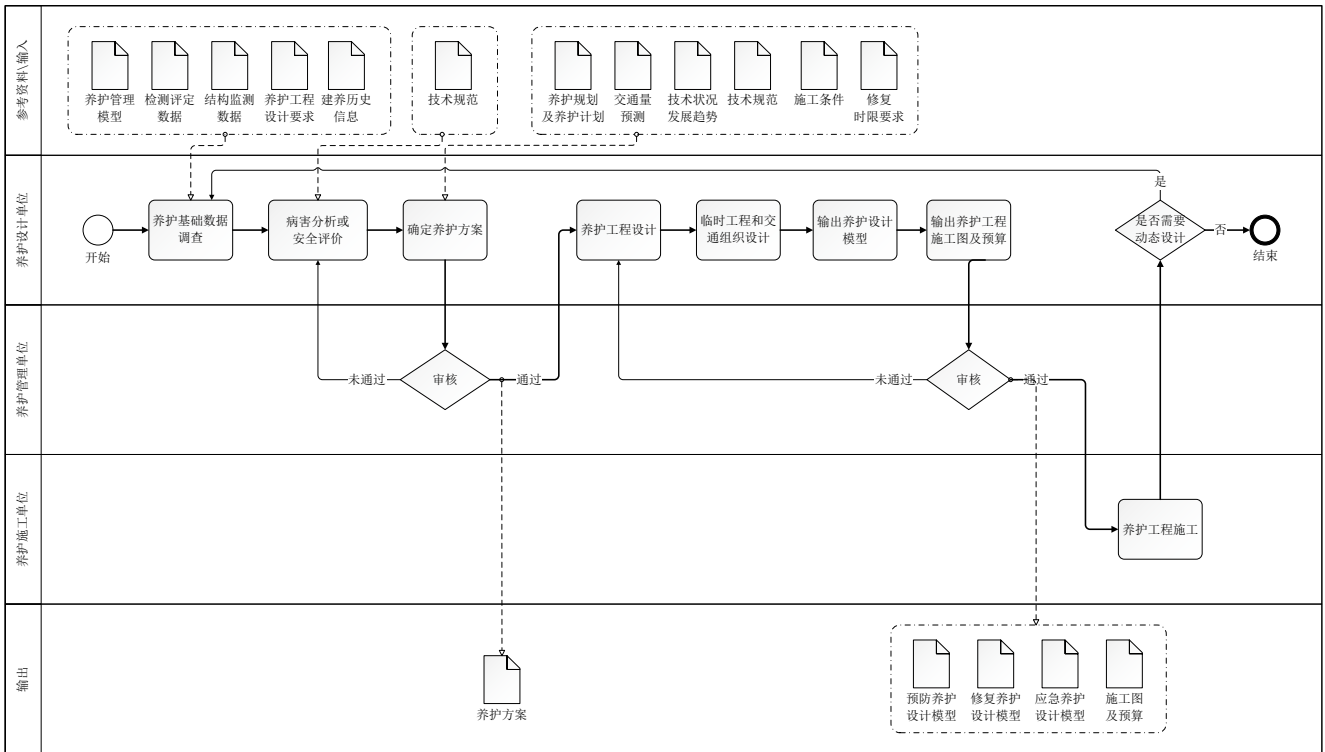 参考资料\输入
养护管理
模型
检测评定
数据
结构监测
数据
养护工程
设计要求
建养历史
信息
技术规范
养护规划
及养护计划
交通量
预测
技术状况
发展趋势
技术规范
施工条件
修复
时限要求
养护设计单位
开始
养护基础数据
调查
病害分析或
安全评价
确定养护方案
养护工程设计
临时工程和交
通组织设计
输出养护设计
模型
输出养护工程
施工图及预算
是
是否需要
动态设计
否
结束
养护管理单位
未通过
审核
通过
未通过
审核
通过
养护施工单位
养护工程施工
输出
养护方案
预防养护
设计模型
修复养护
设计模型
应急养护
设计模型
施工图
及预算